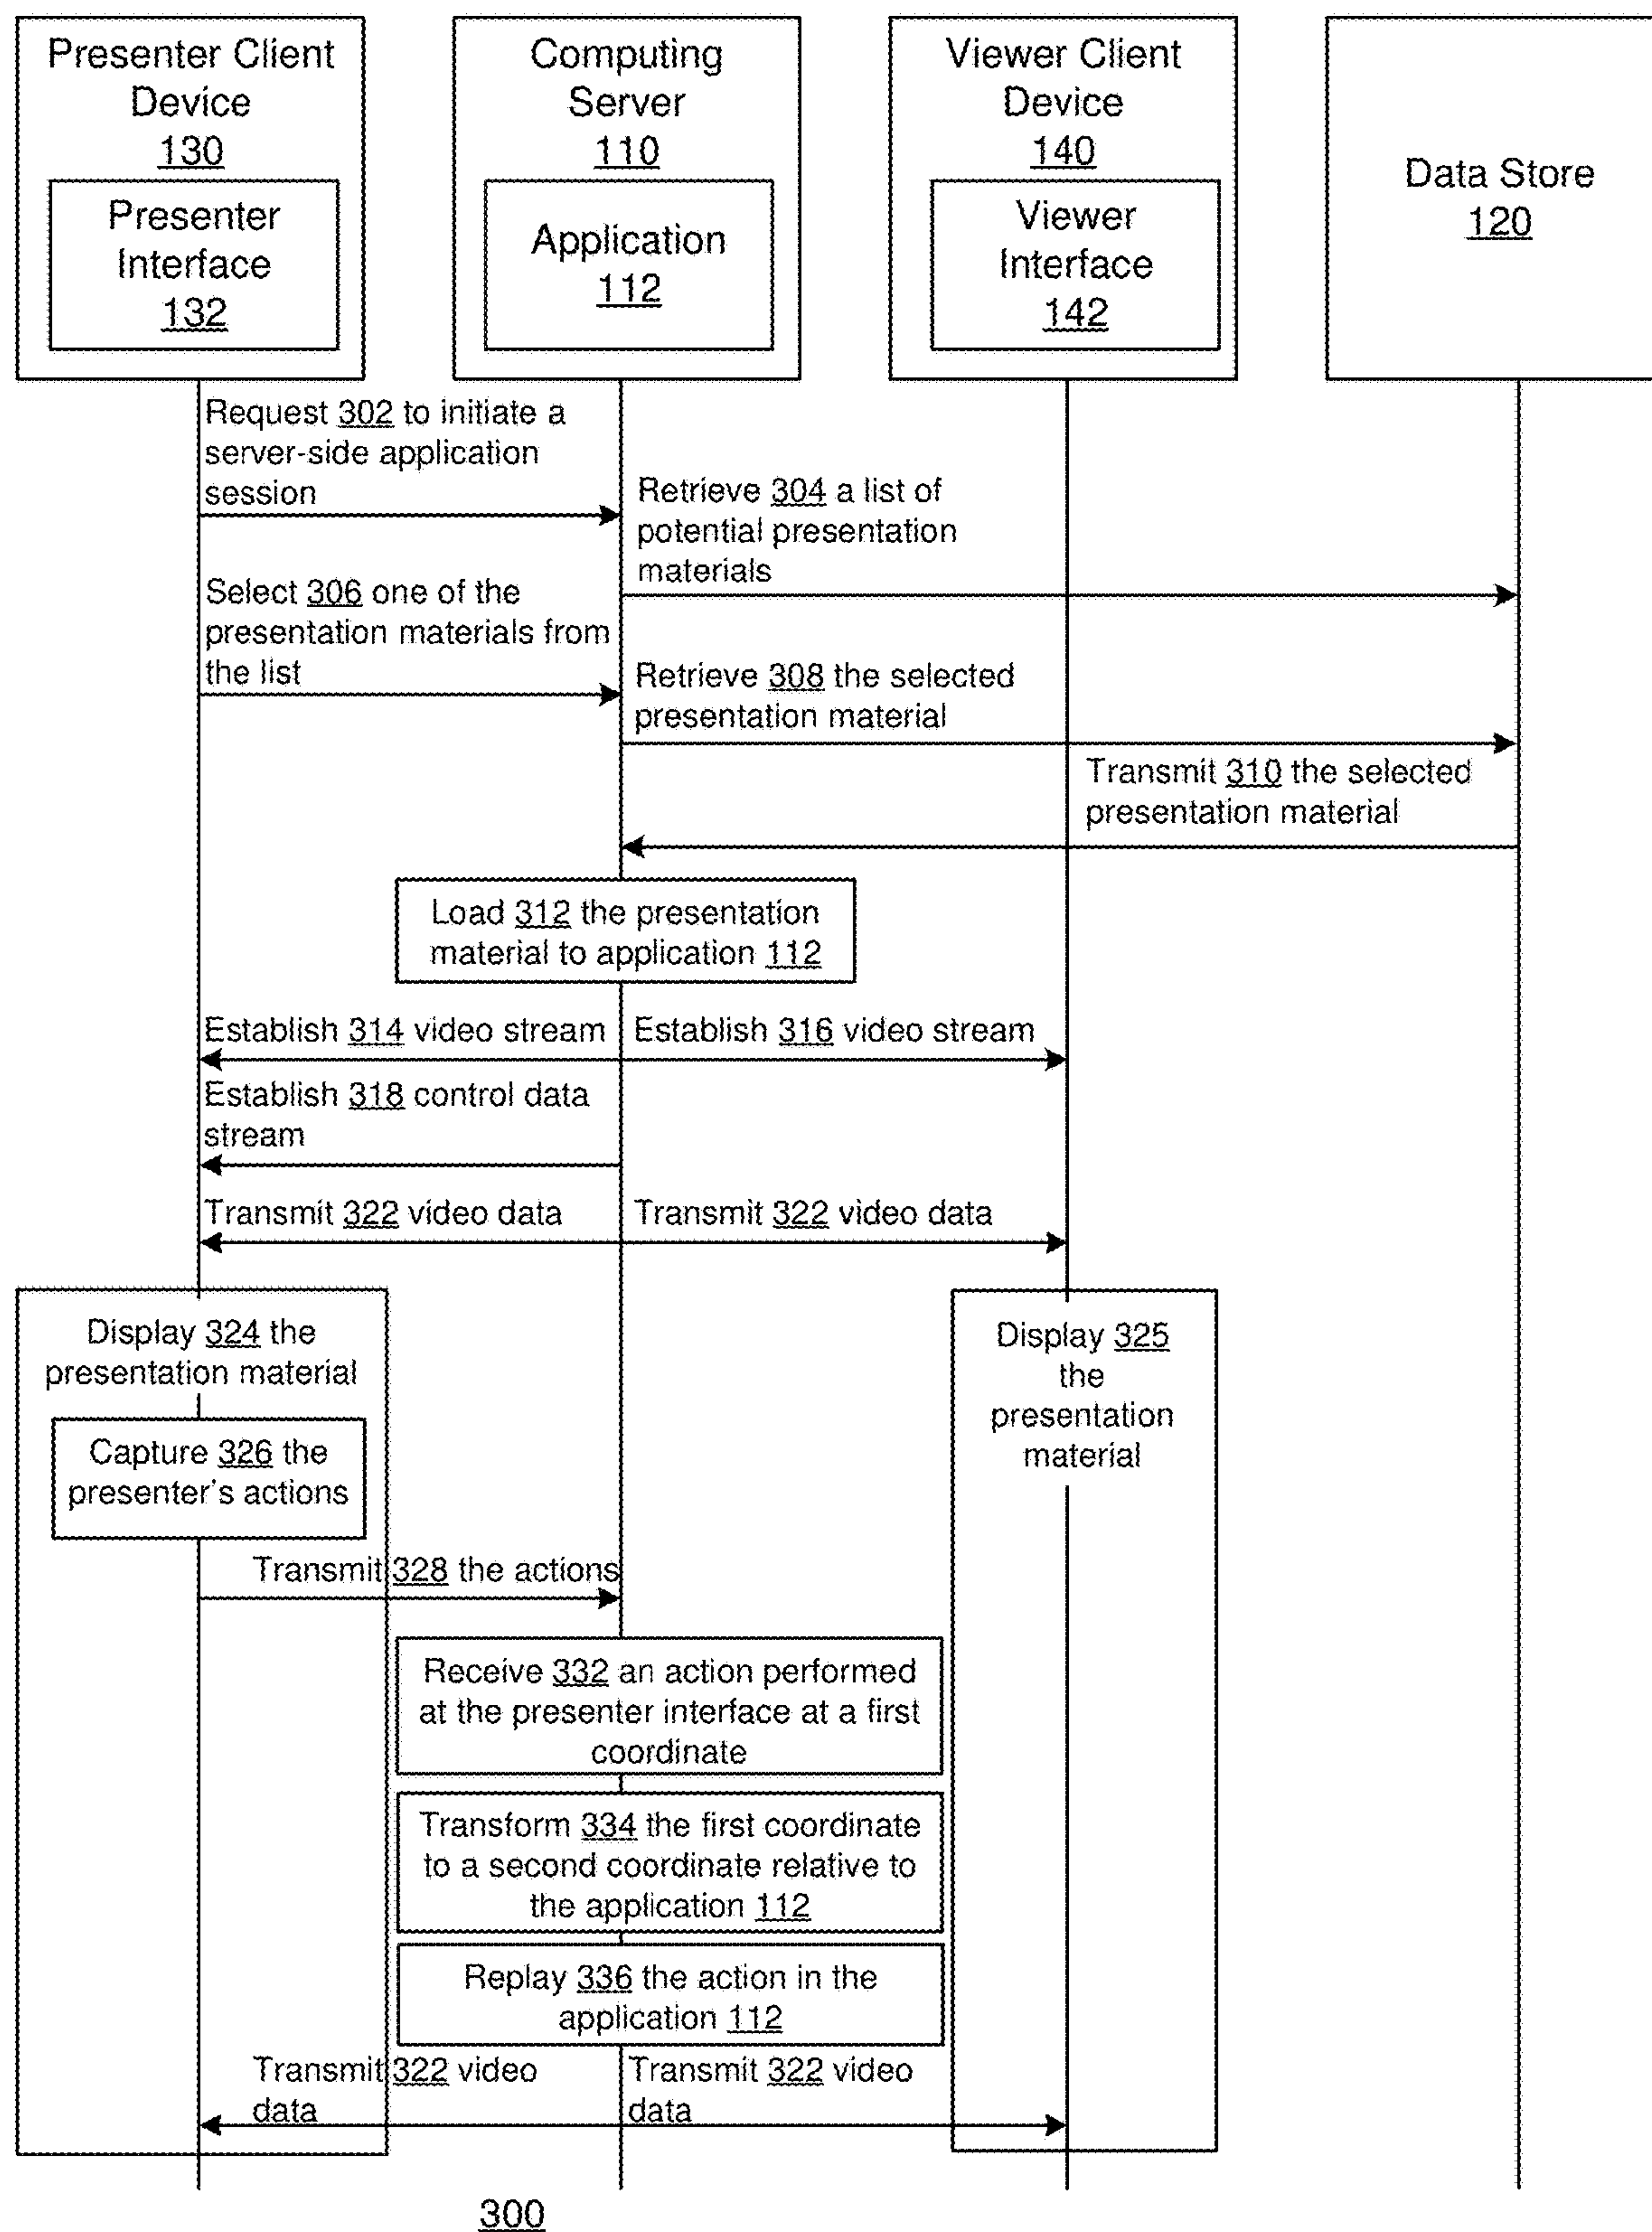 Presenter Client
Device
130
Presenter
Interface
132
Computing
Server
110
Application
112
Viewer Client
Device
140
Viewer
Interface
142
Data Store
120
Request 302 to initiate a
server-side application
session
Retrieve 304 a list of
potential presentation
materials
Select 306 one of the
presentation materials from
the list
Retrieve 308 the selected
presentation material
Transmit 310 the selected
presentation material
Load 312 the presentation
material to application 112
Establish 314 video stream
Establish 316 video stream
Establish 318 control data
stream
Transmit 322 video data
Transmit 322 video data
Display 324 the
presentation material
Display 325
the
presentation
material
Capture 326 the
presenter's actions
Transmit 328 the actions
Receive 332 an action performed
at the presenter interface at a first
coordinate
Transform 334 the first coordinate
to a second coordinate relative to
the application 112
Replay 336 the action in the
application 112
Transmit 322 video
data
Transmit 322 video
data
300